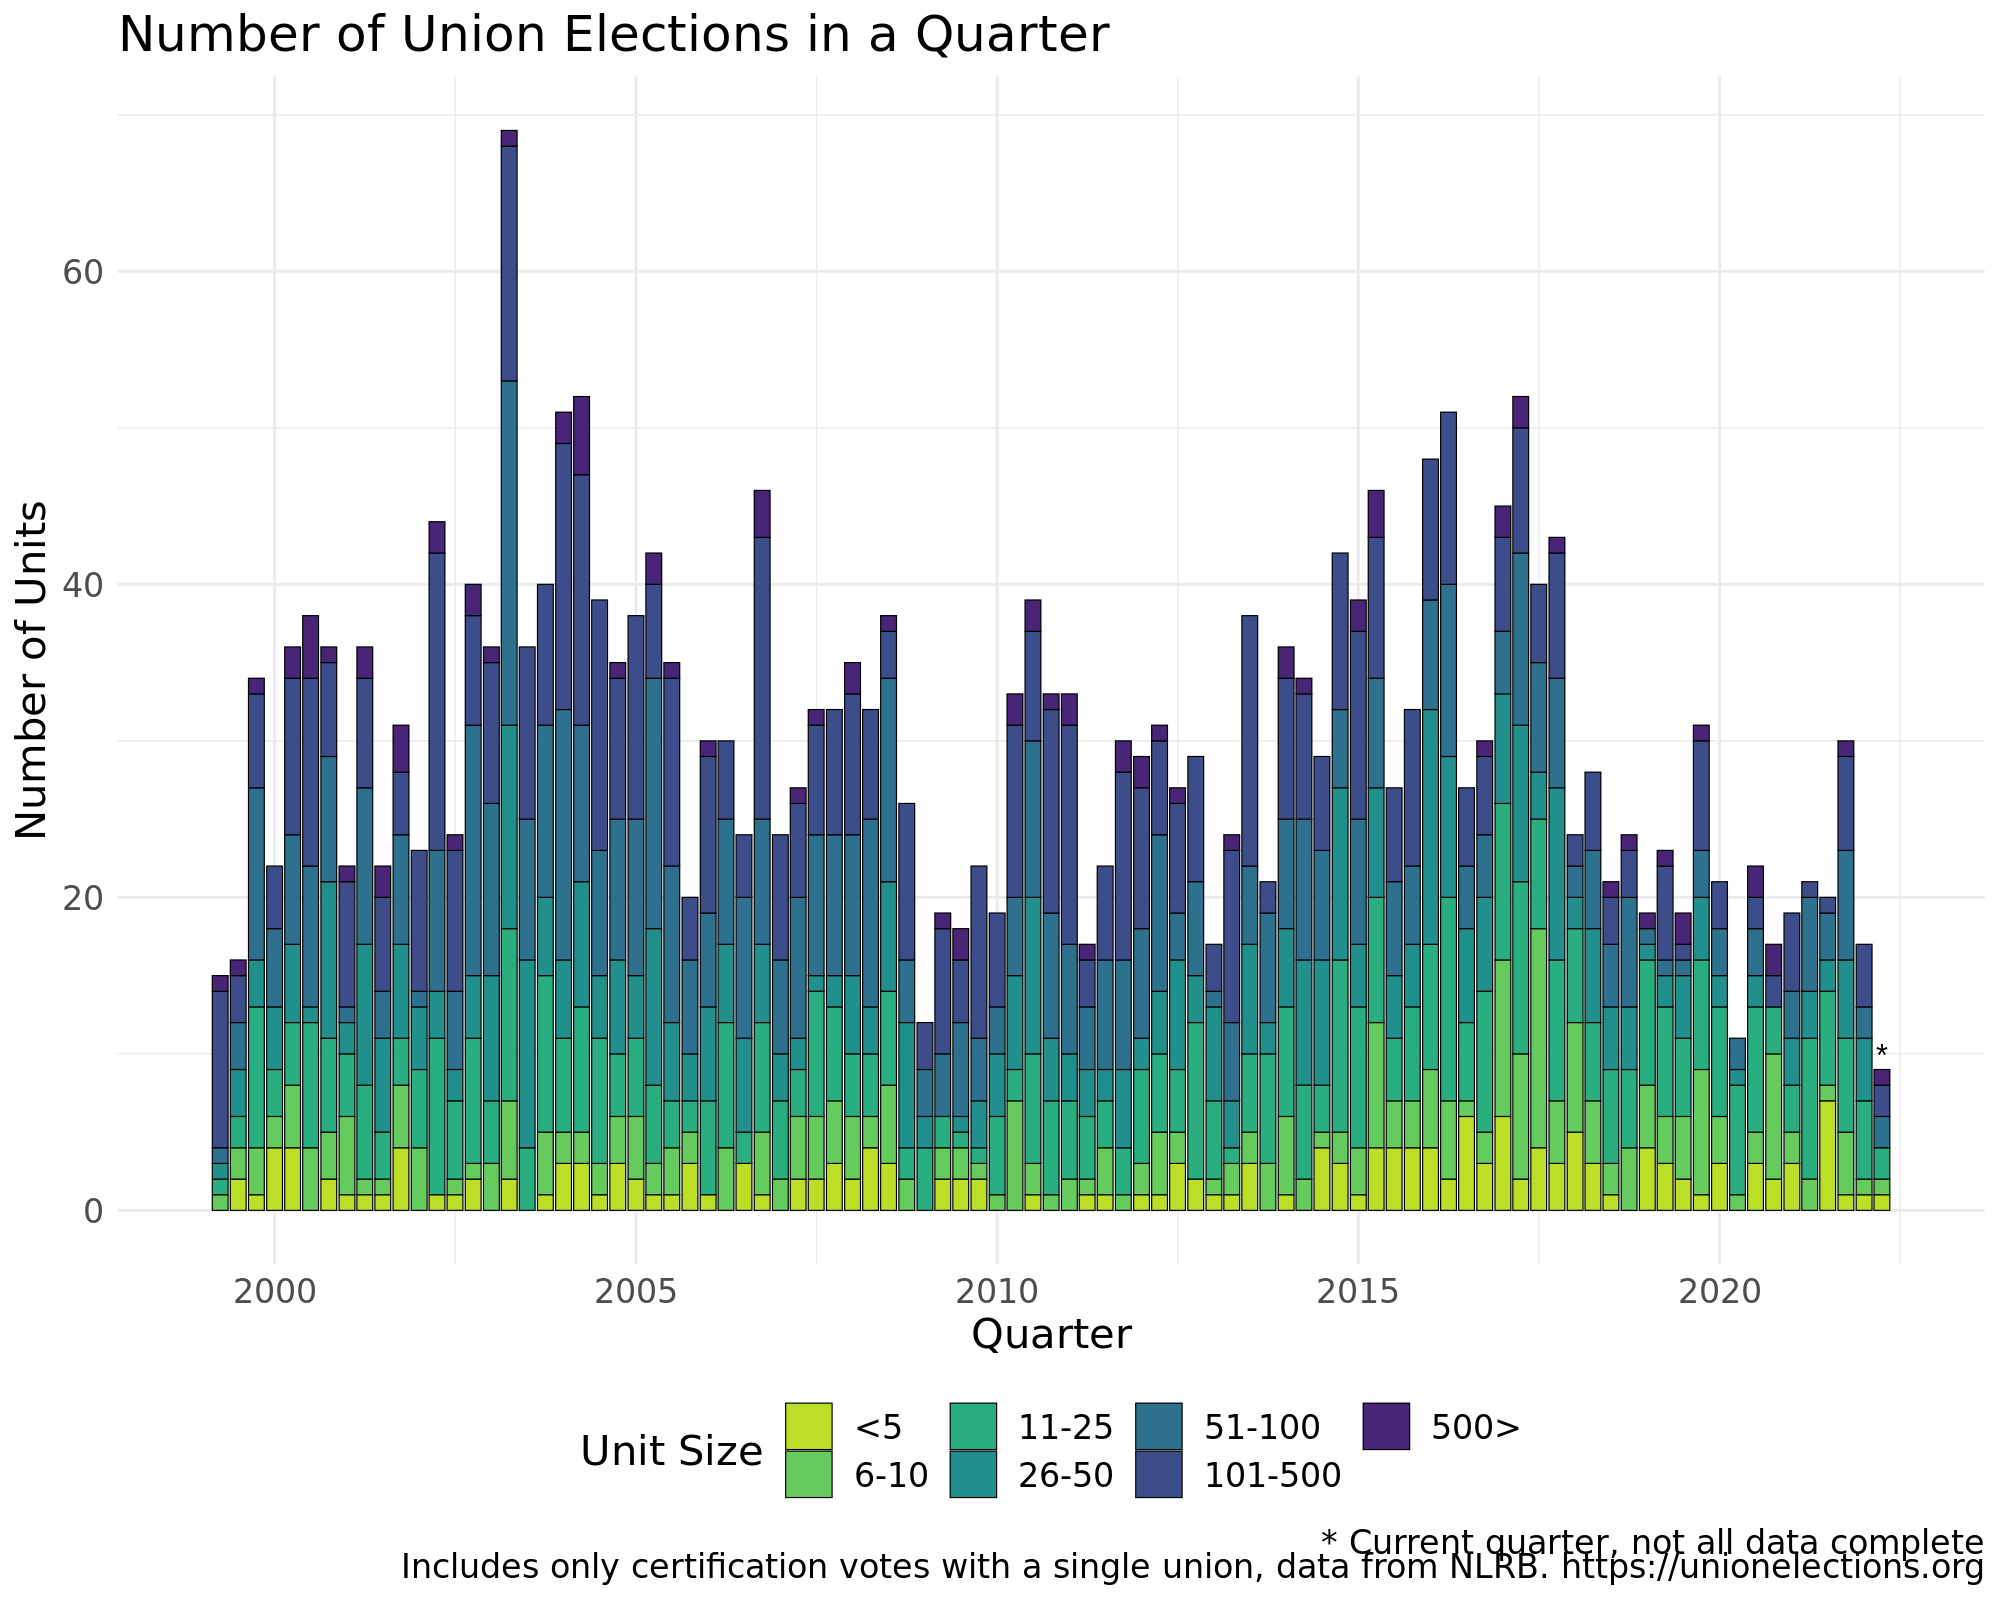 Number of Union Elections in a Quarter
Number of Units
60
40
20
0
*
2000 2005 2010 2015 2020
Quarter
Unit Size
<5 11-25 51-100 500>
6-10 26-50 101-500
* Current quarter, not all data complete
Includes only certification votes with a single union, data from NLRB. https://unionelections.org